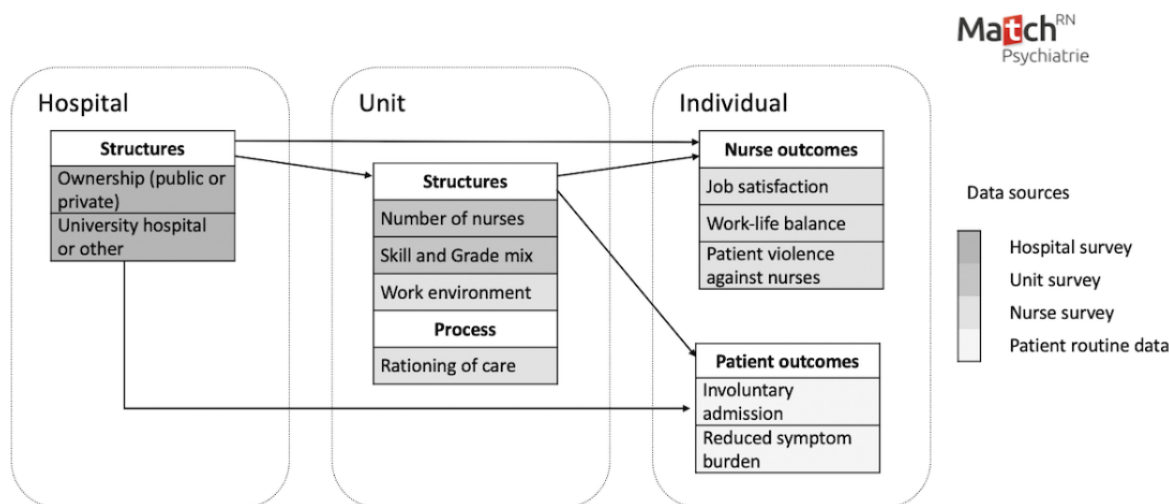 Match RN
Psychiatrie
Hospital
Structures
Ownership (public or
private)
University hospital
or other
Unit
Structures
Number of nurses
Skill and Grade mix
Work environment
Process
Rationing of care
Individual
Nurse outcomes
Job satisfaction
Work-life balance
Patient violence
against nurses
Patient outcomes
Involuntary
admission
Reduced symptom
burden
Data sources
Hospital survey
Unit survey
Nurse survey
Patient routine data